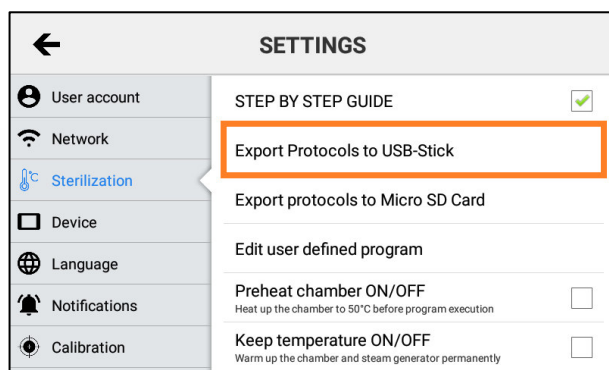 SETTINGS
User account
Network
°C Sterilization
Device
Language
Notifications
Calibration
STEP BY STEP GUIDE
Export Protocols to USB-Stick
Export protocols to Micro SD Card
Edit user defined program
Preheat chamber ON/OFF
Heat up the chamber to 50°C before program execution
Keep temperature ON/OFF
Warm up the chamber and steam generator permanently